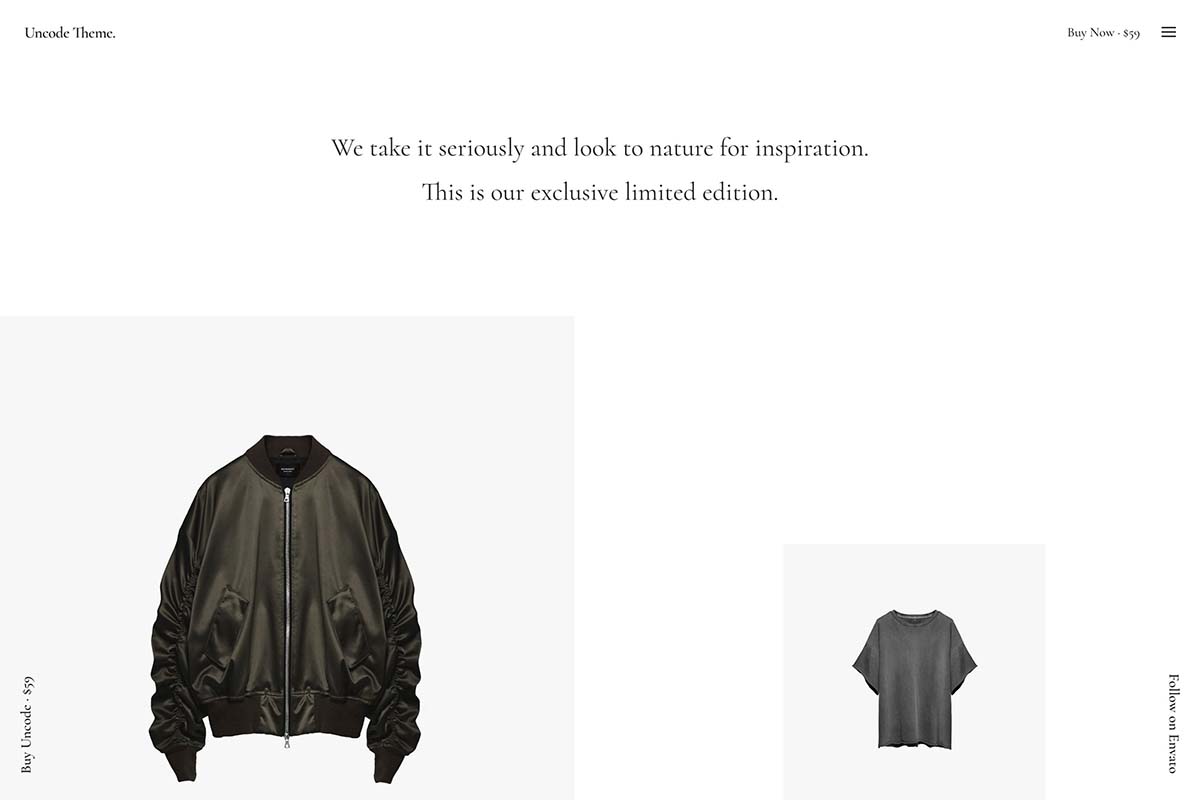 Uncode Theme.
Buy Now · $59
We take it seriously and look to nature for inspiration.
This is our exclusive limited edition.
Buy Uncode · $59
Follow on Envato